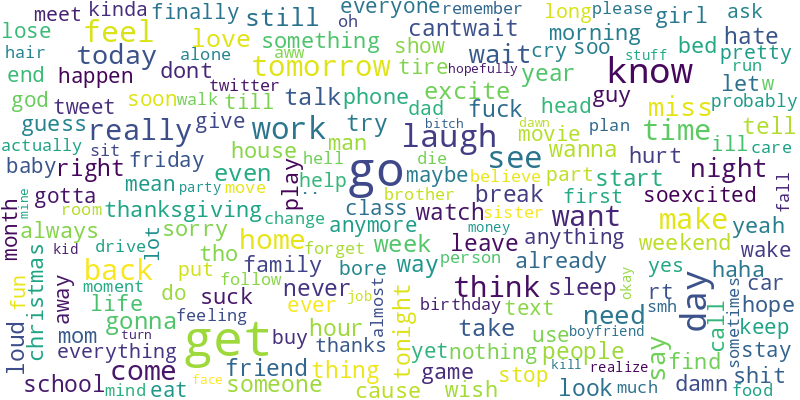 meet kinda finally still everyone remember long please girl ask
oh
lose feel love something cantwait morning soo hate
hair today alone aww show wait cry bed pretty
end happen dont tomorrow tire hopefully year know stuff run
god tweet soon twitter walk till talk phone excite guy let w
guess really give work try dad fuck head miss probably
actually sit house man bitch laugh dawn movie plan time tell
baby right friday even hell go die see wanna hurt ill care
gotta mean party move help play maybe believe part start night
mine room thanksgiving change brother break first soexcited fall
month always sorry class watch sister want make yeah
kid drive lot tho home anymore forget week money leave anything weekend wake
christmas back put family bore way person already yes haha
fun moment do follow never almost think sleep okay rt day car
away life suck ever job birthday text need smh sometimes hope
loud mom gonna feeling get hour tonight take use boyfriend call keep
turn buy thanks yet nothing people say find stay
everything come friend thing game kill realize much damn shit
school mind eat face someone cause wish stop look food